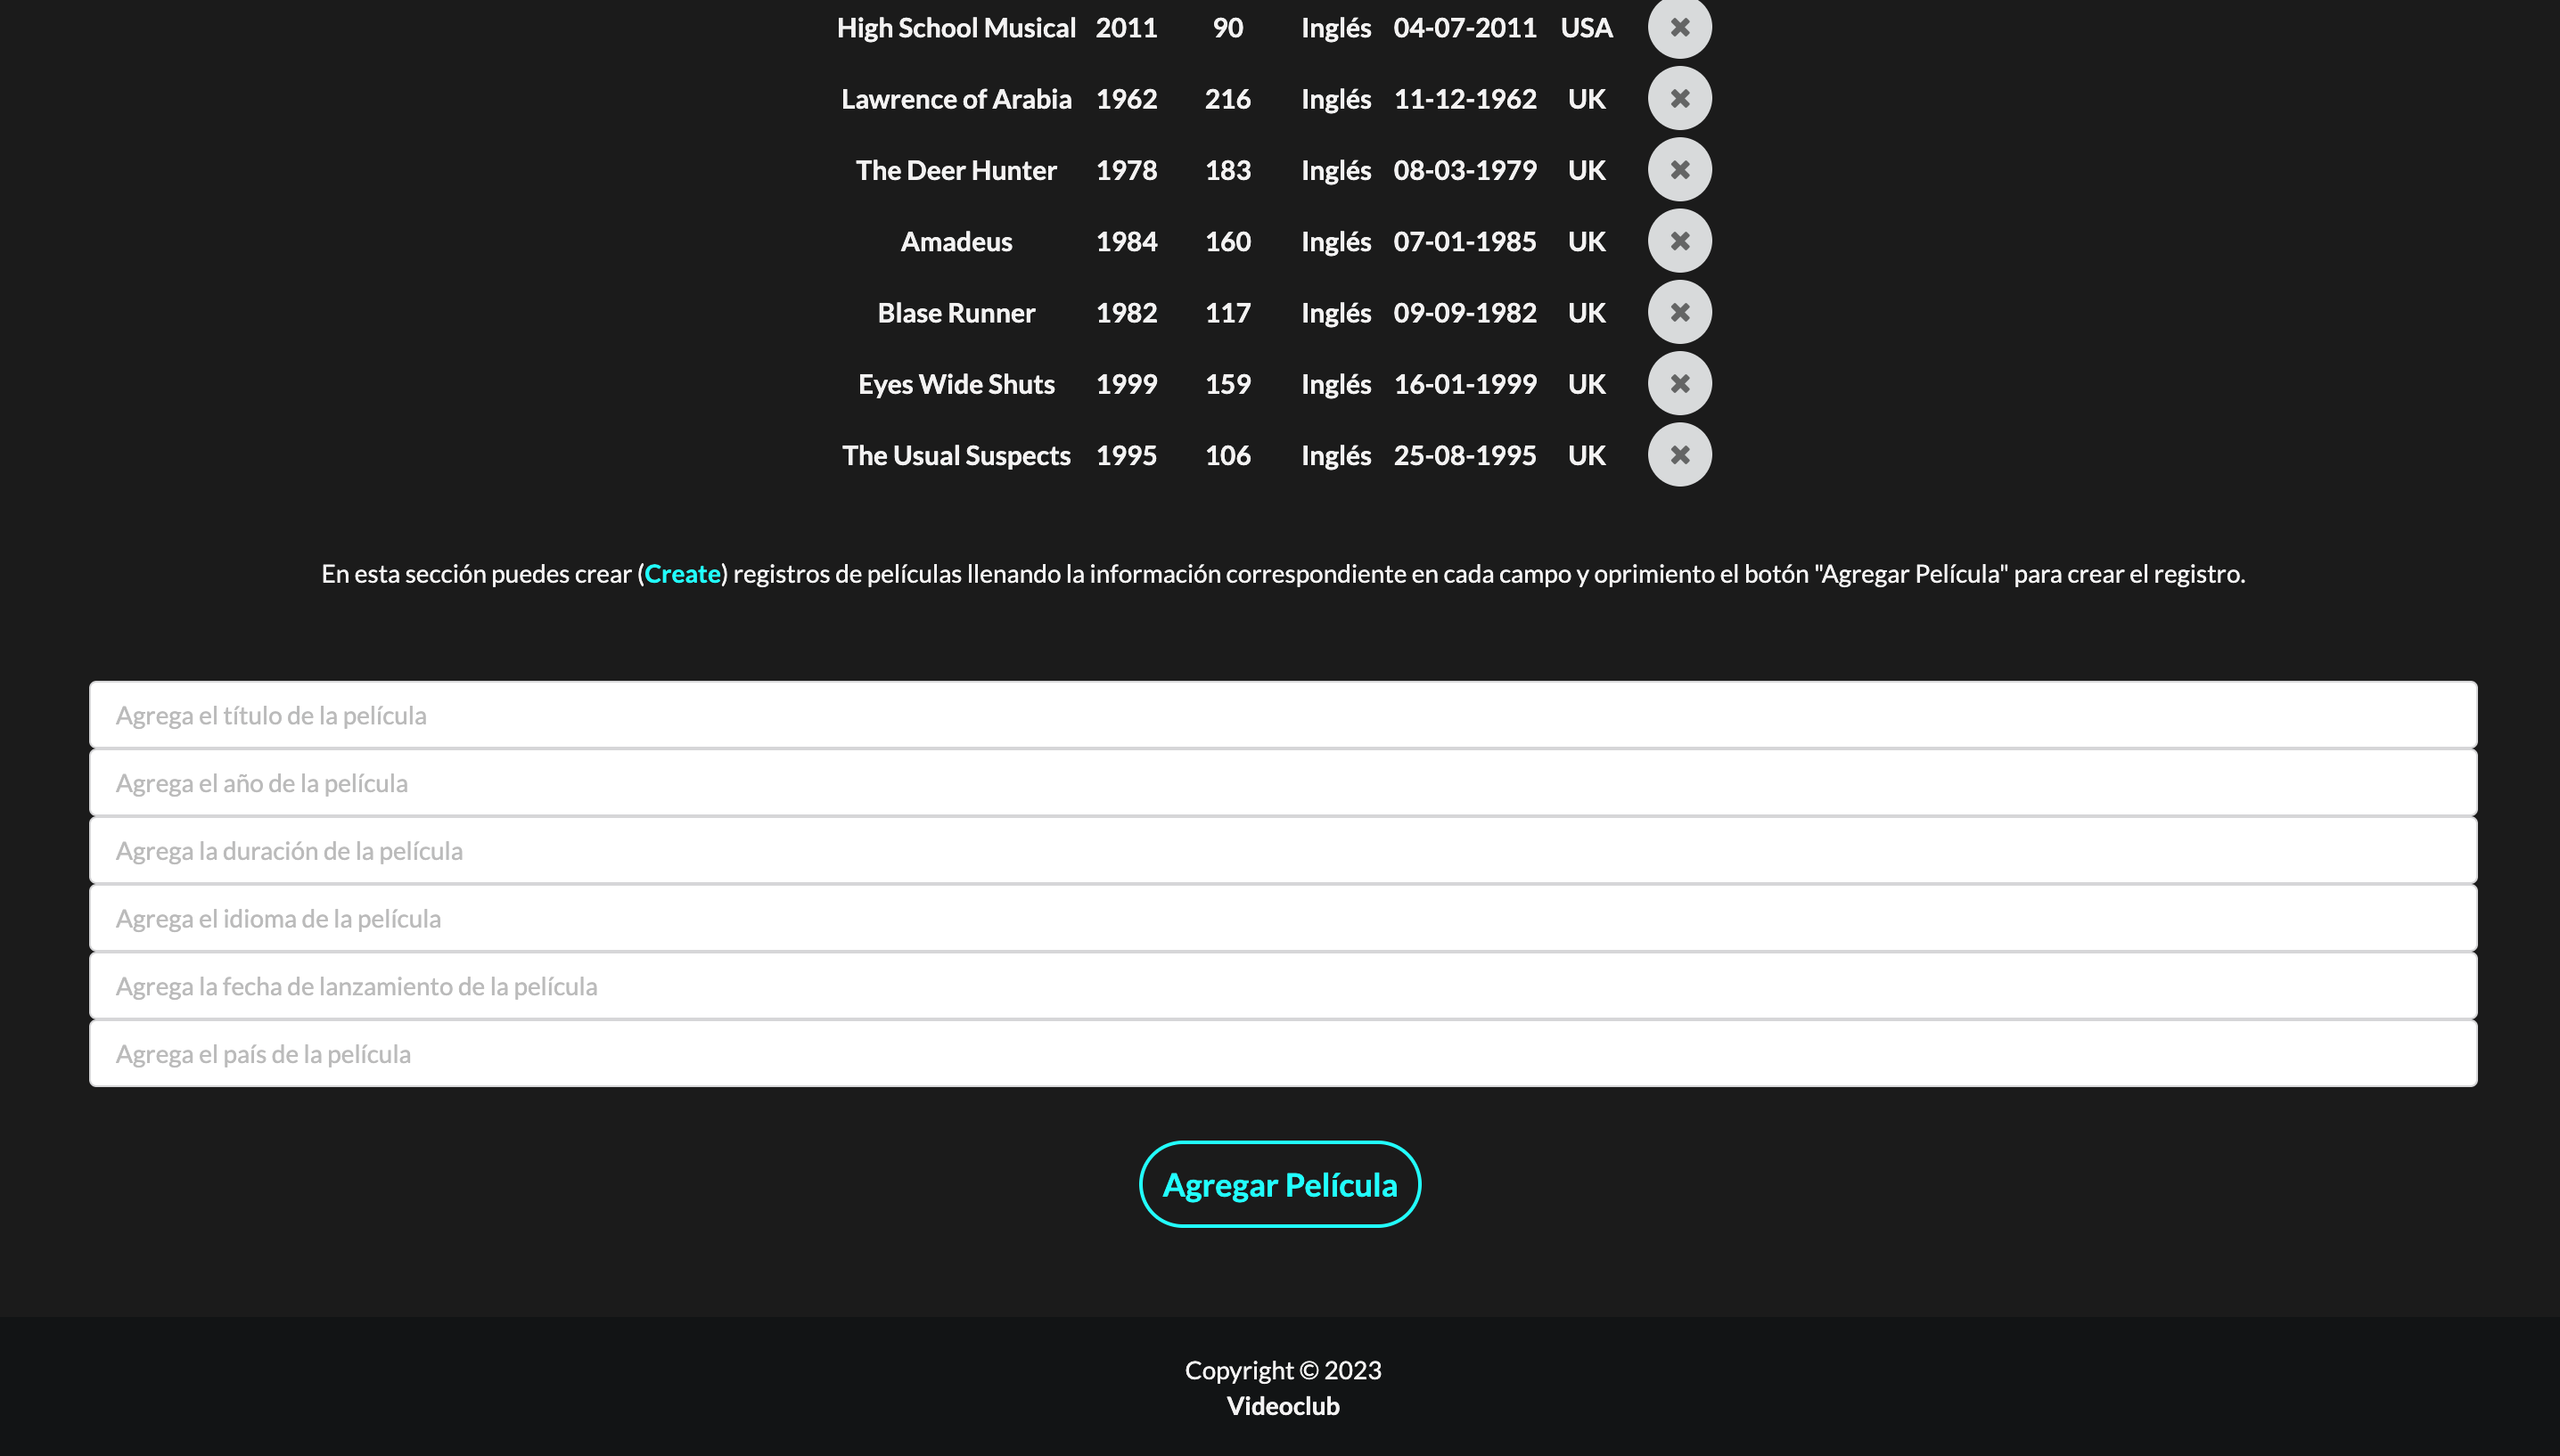 High School Musical 2011 90 Inglés 04-07-2011 USA
Lawrence of Arabia 1962 216 Inglés 11-12-1962 UK
The Deer Hunter 1978 183 Inglés 08-03-1979 UK
Amadeus 1984 160 Inglés 07-01-1985 UK
Blase Runner 1982 117 Inglés 09-09-1982 UK
Eyes Wide Shuts 1999 159 Inglés 16-01-1999 UK
The Usual Suspects 1995 106 Inglés 25-08-1995 UK
En esta sección puedes crear (Create) registros de películas llenando la información correspondiente en cada campo y oprimiento el botón "Agregar Película" para crear el registro.
Agrega el título de la película
Agrega el año de la película
Agrega la duración de la película
Agrega el idioma de la película
Agrega la fecha de lanzamiento de la película
Agrega el país de la película
Agregar Película
Copyright © 2023
Videoclub